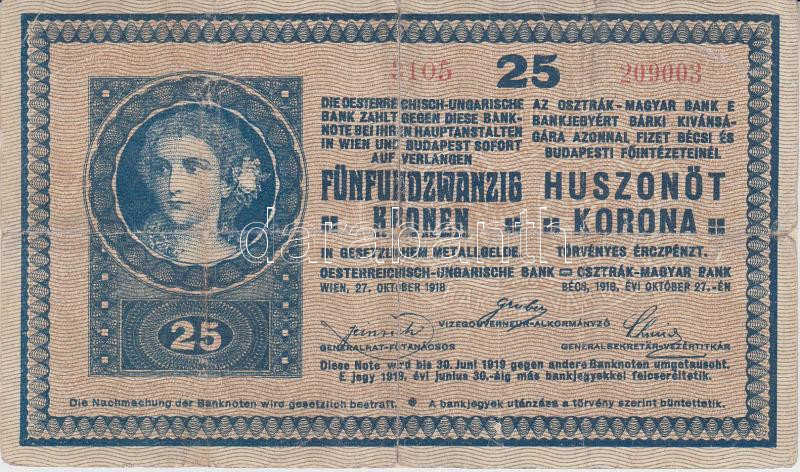 3105 25 209003
DIE OESTERREICHISCH-UNGARISCHE
BANK ZAHLT GEGEN DIESE BANK-
NOTE BEI IHREN HAUPTANSTALTEN
IN WIEN UND BUDAPEST SOFORT
AUF VERLANGEN
FÜNFUNDZWANZIG
KRONEN
IN GESETZLICHEM METALLGELDE.
AZ OSZTRÁK-MAGYAR BANK E
BANKJEGYÉRT BÁRKI KIVÁNSÁ-
GÁRA AZONNAL FIZET BÉCSI ÉS
BUDAPESTI FŐINTÉZETEINÉL
HUSZONÖT
KORONA
TÖRVÉNYES ÉRCZPÉNZT.
OESTERREICHISCH-UNGARISCHE BANK = OSZTRÁK-MAGYAR BANK
WIEN, 27. OKTOBER 1918
BÉCS, 1918. ÉVI OKTÓBER 27.-ÉN
VIZEGOUVERNEUR-ALKORMÁNYZÓ
GENERALRAT-FŐTANÁCSOS
GENERALSEKRETÄR-VEZÉRTITKÁR
25
Diese Note wird bis 30. Juni 1919 gegen andere Banknoten umgetauscht.
E jegy 1919. évi junius 30.-áig más bankjegyekkel felcseréltetik.
Die Nachmachung der Banknoten wird gesetzlich bestraft. * A bankjegyek utánzása a törvény szerint büntettetik.
darabanth